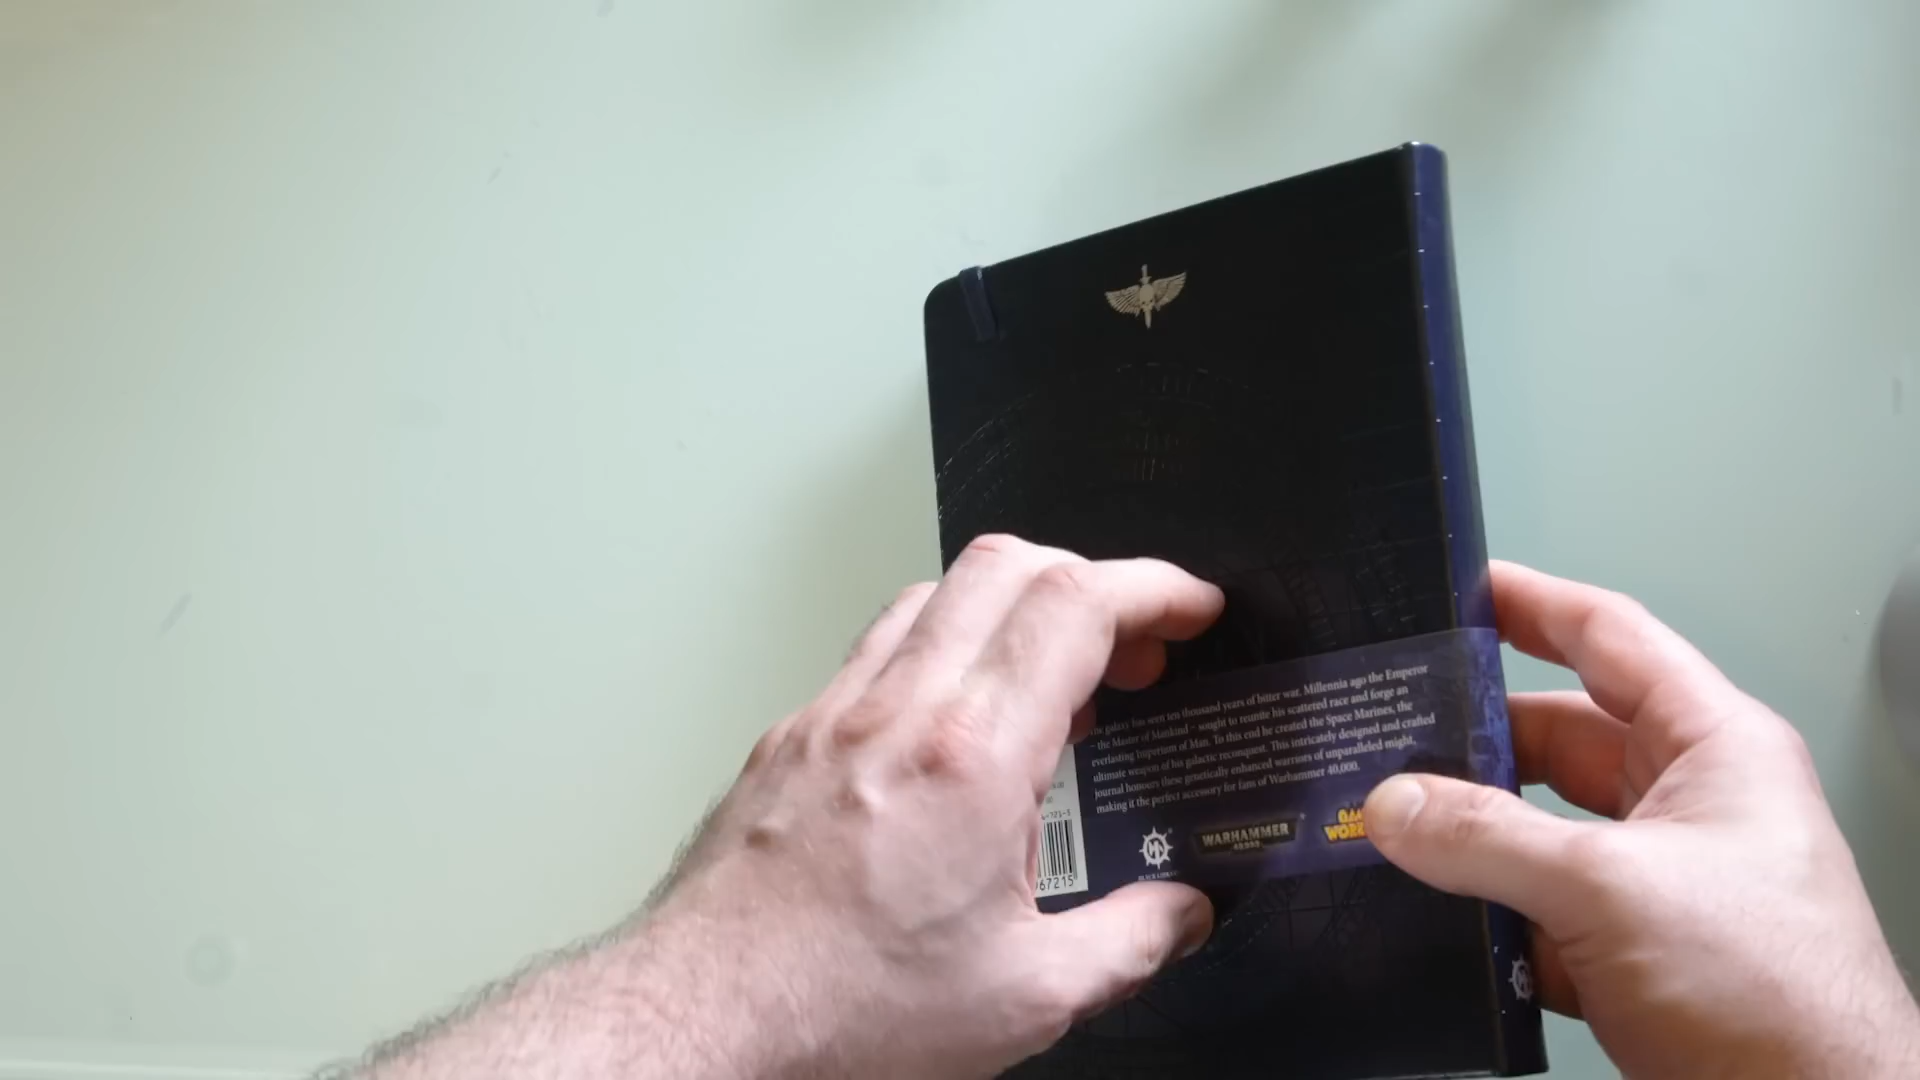 The galaxy has seen ten thousand years of bitter war. Millennia ago the Emperor
– the Master of Mankind – sought to reunite his scattered race and forge an
everlasting Imperium of Man. To this end he created the Space Marines, the
ultimate weapon of his galactic reconquest. This intricately designed and crafted
journal honours these genetically enhanced warriors of unparalleled might,
making it the perfect accessory for fans of Warhammer 40,000.
WARHAMMER
40,000
67215